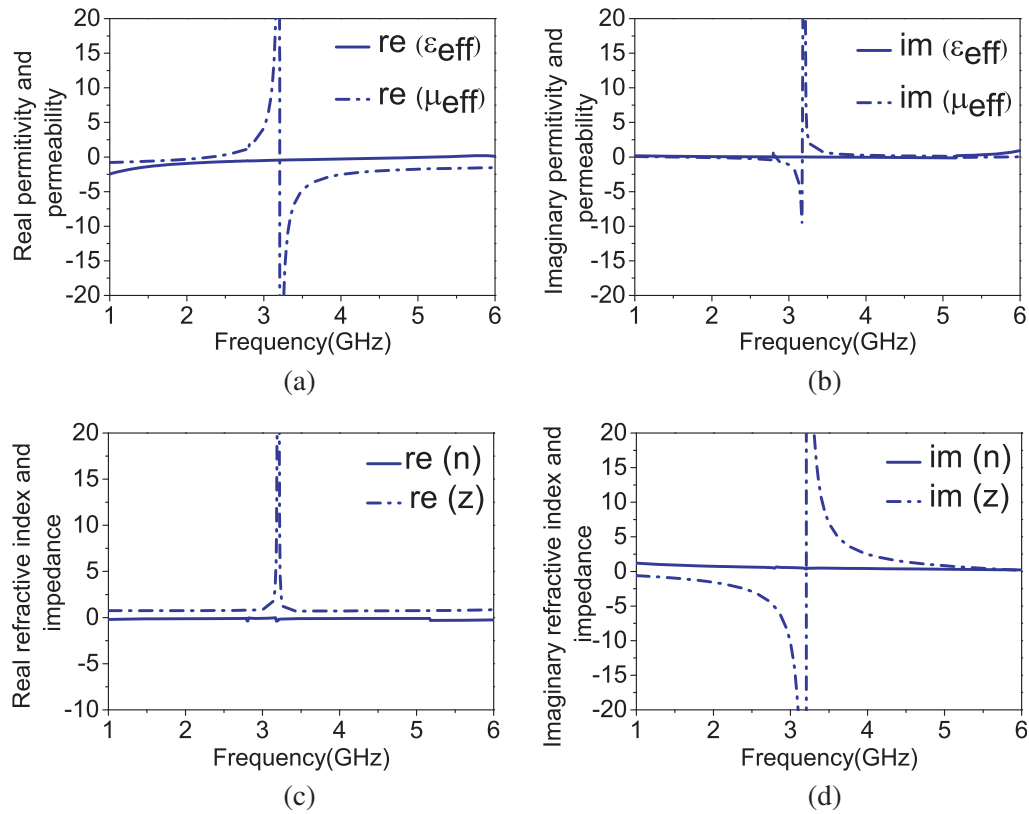 20
15
10
5
0
-5
-10
-15
-20
Real permitivity and
permeability
re (εeff)
re (μeff)
1 2 3 4 5 6
Frequency(GHz)
(a)
20
15
10
5
0
-5
-10
-15
-20
Imaginary permitivity and
permeability
im (εeff)
im (μeff)
1 2 3 4 5 6
Frequency(GHz)
(b)
20
15
10
5
0
-5
-10
Real refractive index and
impedance
re (n)
re (z)
1 2 3 4 5 6
Frequency(GHz)
(c)
20
15
10
5
0
-5
-10
-15
-20
Imaginary refractive index and
impedance
im (n)
im (z)
1 2 3 4 5 6
Frequency(GHz)
(d)